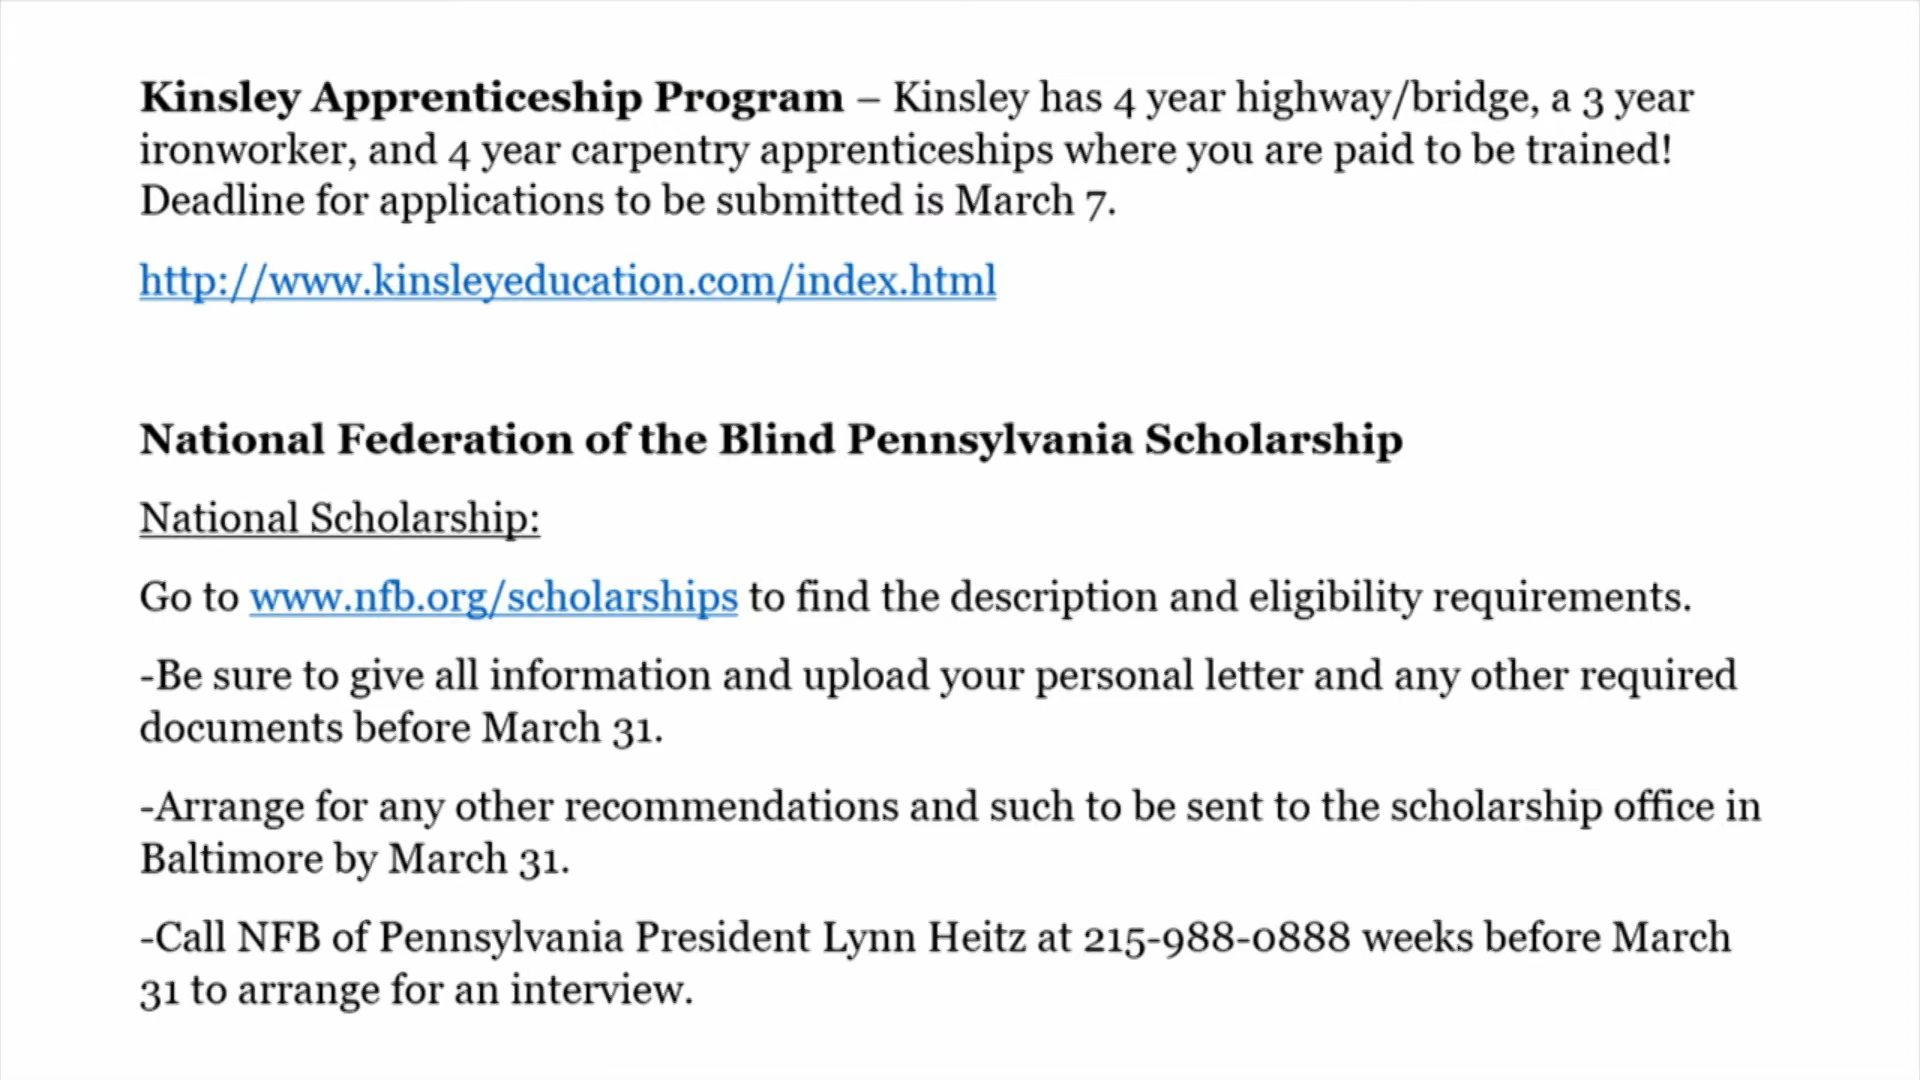 Kinsley Apprenticeship Program – Kinsley has 4 year highway/bridge, a 3 year
ironworker, and 4 year carpentry apprenticeships where you are paid to be trained!
Deadline for applications to be submitted is March 7.
http://www.kinsleyeducation.com/index.html
National Federation of the Blind Pennsylvania Scholarship
National Scholarship:
Go to www.nfb.org/scholarships to find the description and eligibility requirements.
-Be sure to give all information and upload your personal letter and any other required
documents before March 31.
-Arrange for any other recommendations and such to be sent to the scholarship office in
Baltimore by March 31.
-Call NFB of Pennsylvania President Lynn Heitz at 215-988-0888 weeks before March
31 to arrange for an interview.